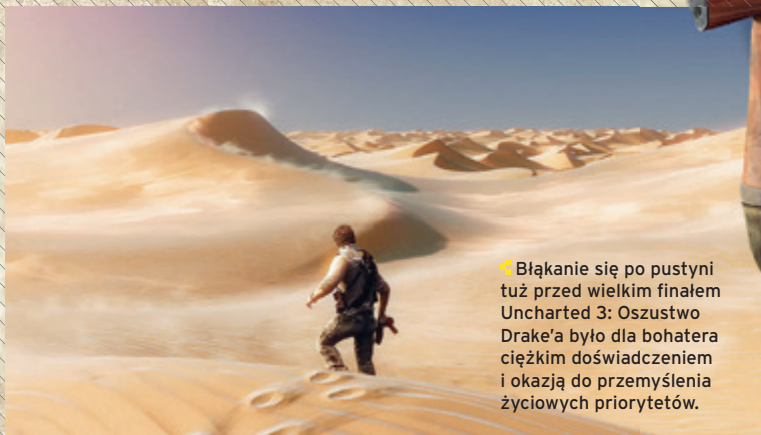 Błąkanie się po pustyni
tuż przed wielkim finałem
Uncharted 3: Oszustwo
Drake'a było dla bohatera
ciężkim doświadczeniem
i okazją do przemyślenia
życiowych priorytetów.